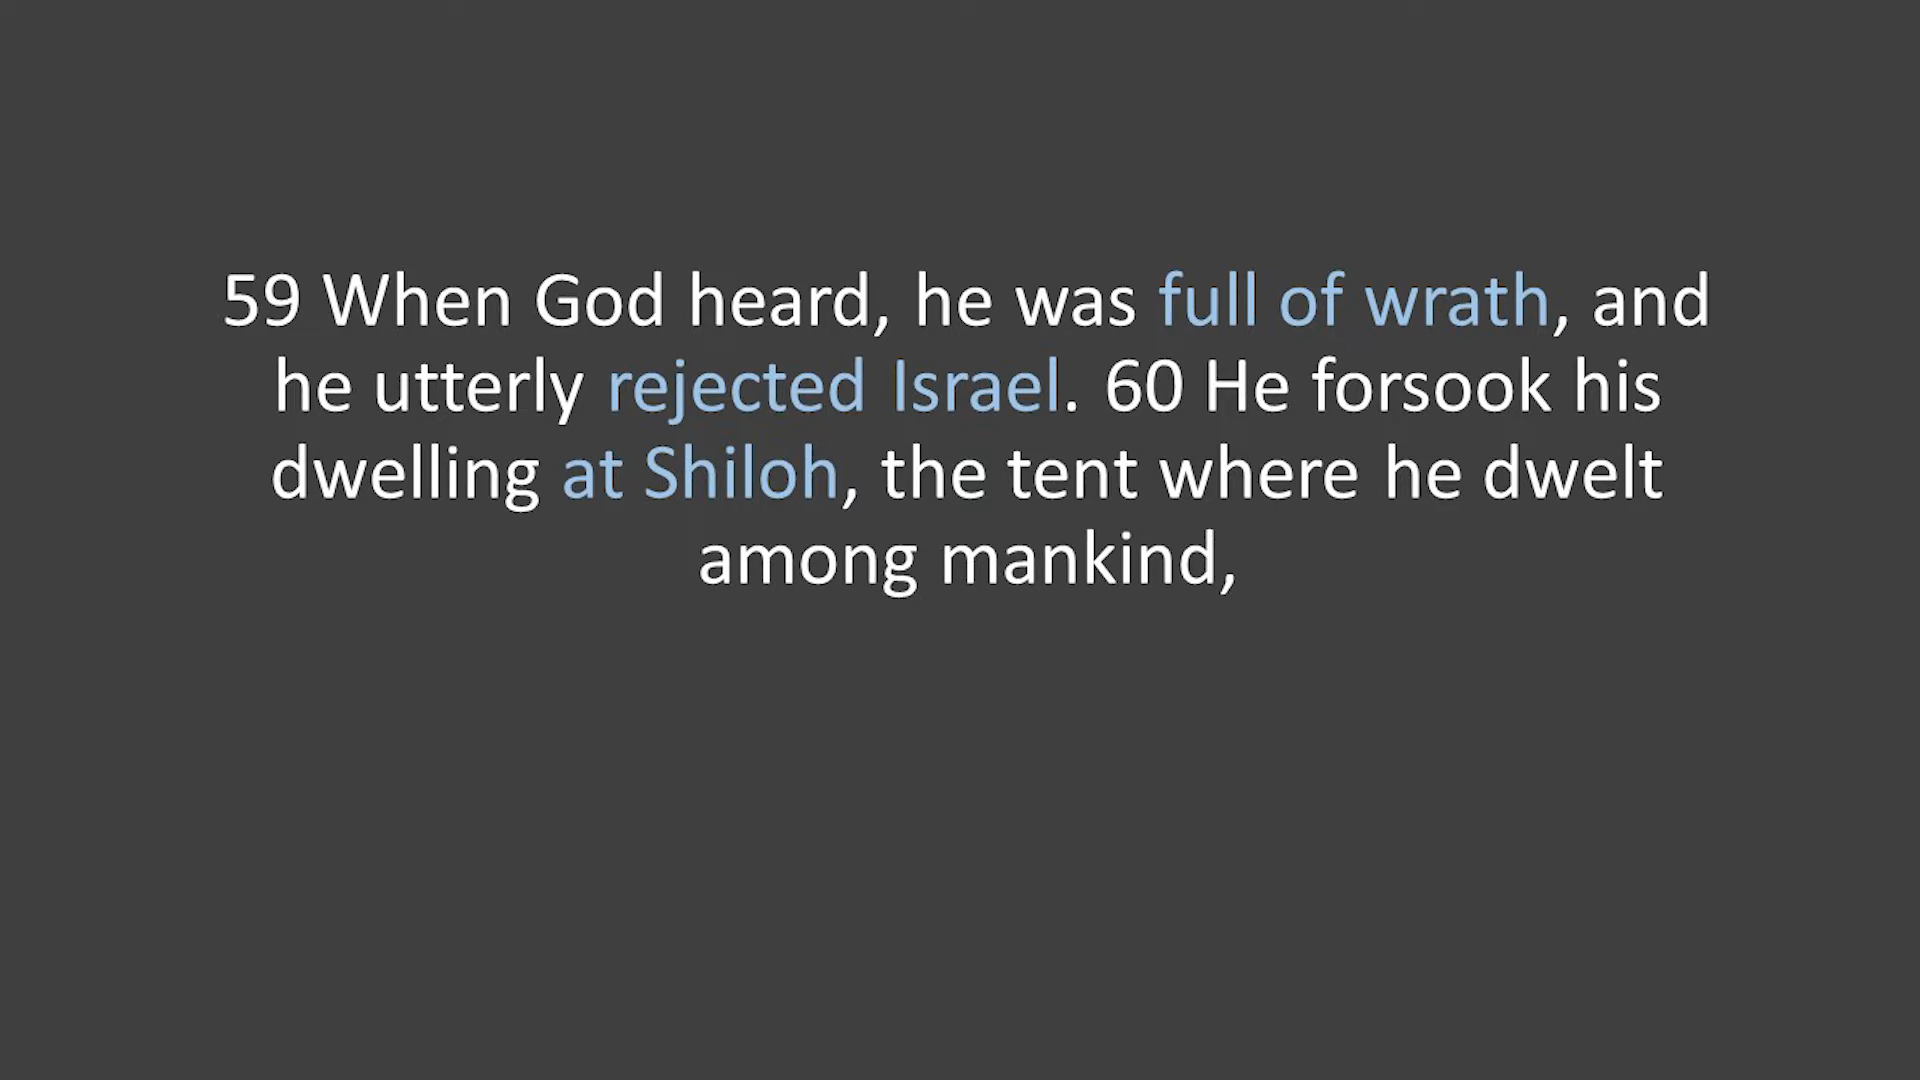 59 When God heard, he was full of wrath, and
he utterly rejected Israel. 60 He forsook his
dwelling at Shiloh, the tent where he dwelt
among mankind,